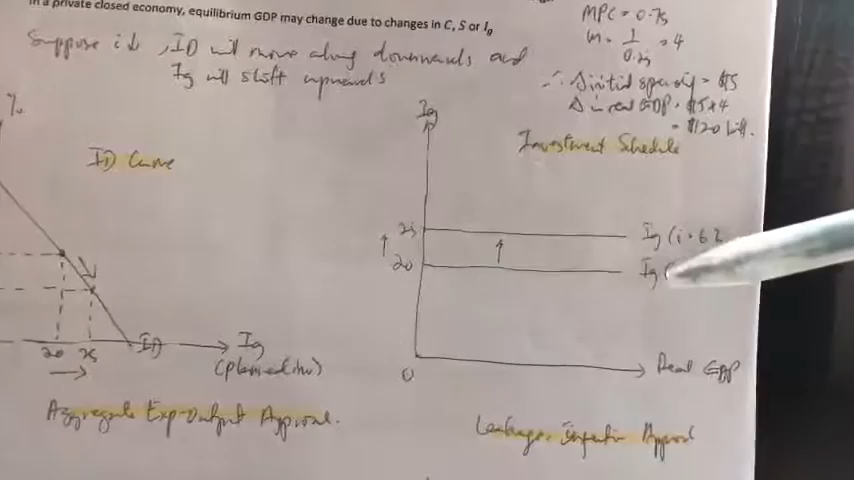 In a private closed economy, equilibrium GDP may change due to changes in C, S or Ig
Suppose i↓, ID will move along downwards and
Ig will shift upwards
MPC = 0.75
m = 1/0.25 = 4
∴ Δ initial spending = $5
Δ in real GDP = $5 x 4
= $120 bill.
%
ID Curve
20 25
ID
Ig
(planned inv)
Investment Schedule
Ig
25
20
Ig (i = 6%
Ig (
0
Real GDP
Aggregate Exp-Output Approach.
Leakages-Injection Approach